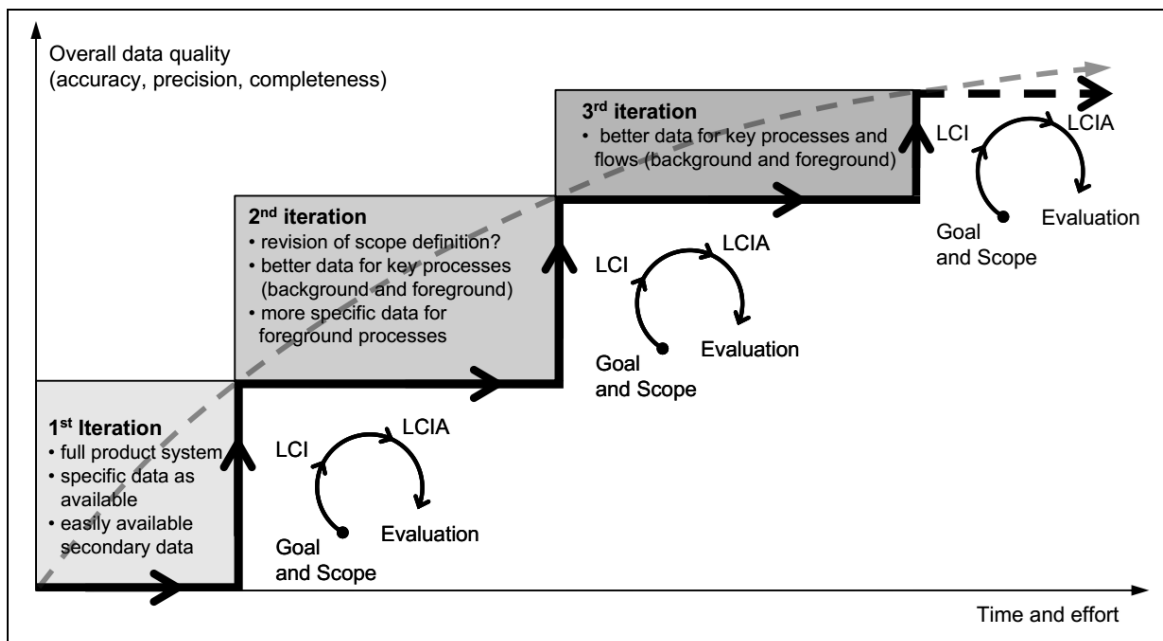 Overall data quality
(accuracy, precision, completeness)
3rd iteration
• better data for key processes and
flows (background and foreground)
LCI
LCIA
Evaluation
Goal
and Scope
2nd iteration
• revision of scope definition?
• better data for key processes
(background and foreground)
• more specific data for
foreground processes
LCI
LCIA
Evaluation
Goal
and Scope
1st Iteration
• full product system
• specific data as
available
• easily available
secondary data
LCI
LCIA
Evaluation
Goal
and Scope
Time and effort